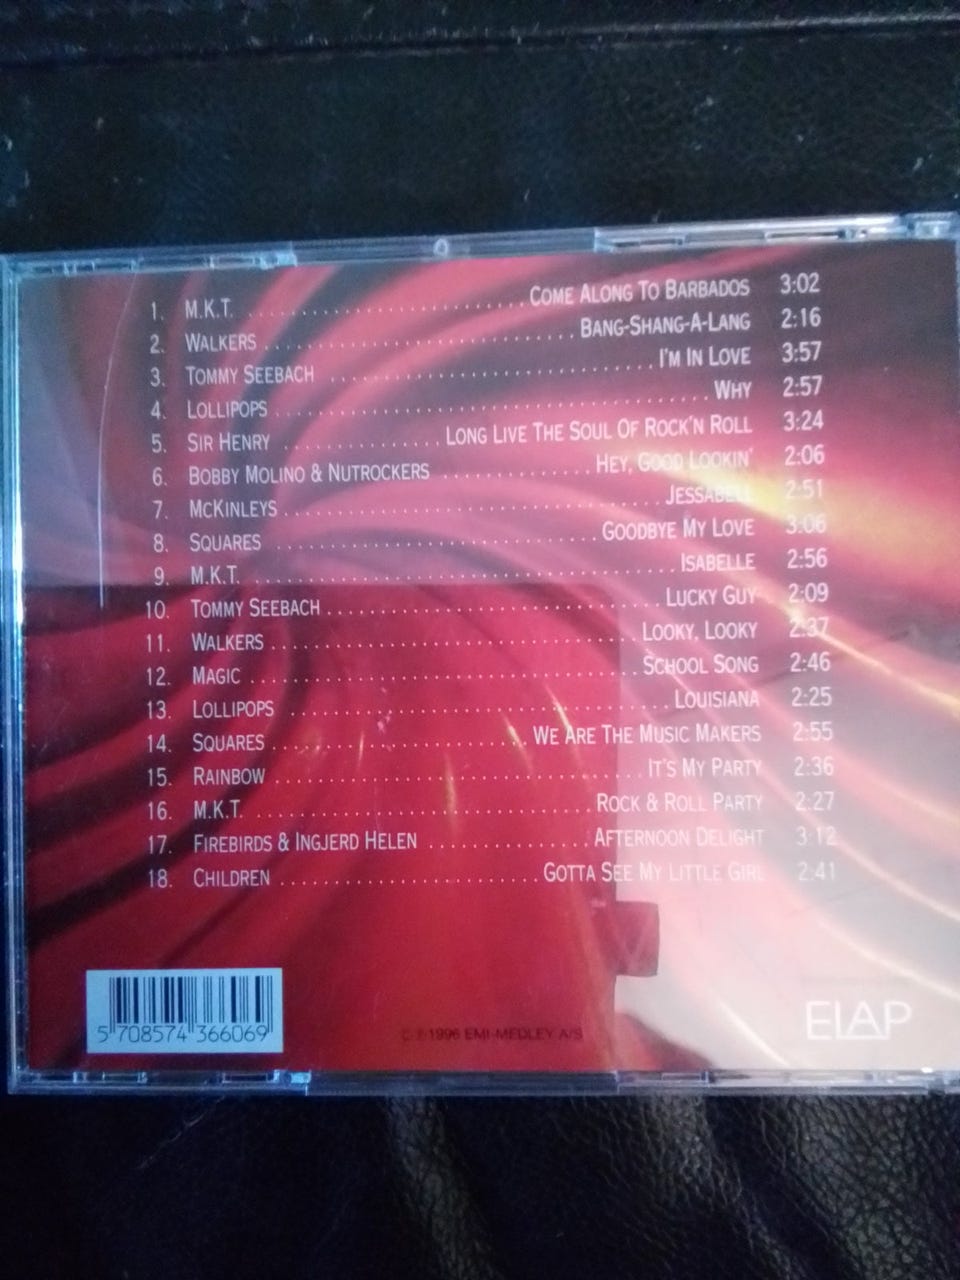 1. M.K.T. ........................ COME ALONG TO BARBADOS 3:02
2. WALKERS ........................ BANG-SHANG-A-LANG 2:16
3. TOMMY SEEBACH ........................ I'M IN LOVE 3:57
4. LOLLIPOPS ........................ WHY 2:57
5. SIR HENRY ............ LONG LIVE THE SOUL OF ROCK'N ROLL 3:24
6. BOBBY MOLINO & NUTROCKERS ............ HEY, GOOD LOOKIN' 2:06
7. MCKINLEYS ........................ JESSABELL 2:51
8. SQUARES ........................ GOODBYE MY LOVE 3:06
9. M.K.T. ........................ ISABELLE 2:56
10. TOMMY SEEBACH ........................ LUCKY GUY 2:09
11. WALKERS ........................ LOOKY, LOOKY 2:37
12. MAGIC ........................ SCHOOL SONG 2:46
13. LOLLIPOPS ........................ LOUISIANA 2:25
14. SQUARES ................ WE ARE THE MUSIC MAKERS 2:55
15. RAINBOW ........................ IT'S MY PARTY 2:36
16. M.K.T. ........................ ROCK & ROLL PARTY 2:27
17. FIREBIRDS & INGJERD HELEN ............ AFTERNOON DELIGHT 3:12
18. CHILDREN ................ GOTTA SEE MY LITTLE GIRL 2:41
5 708574 366069
© ℗ 1996 EMI-MEDLEY A/S
ELAP